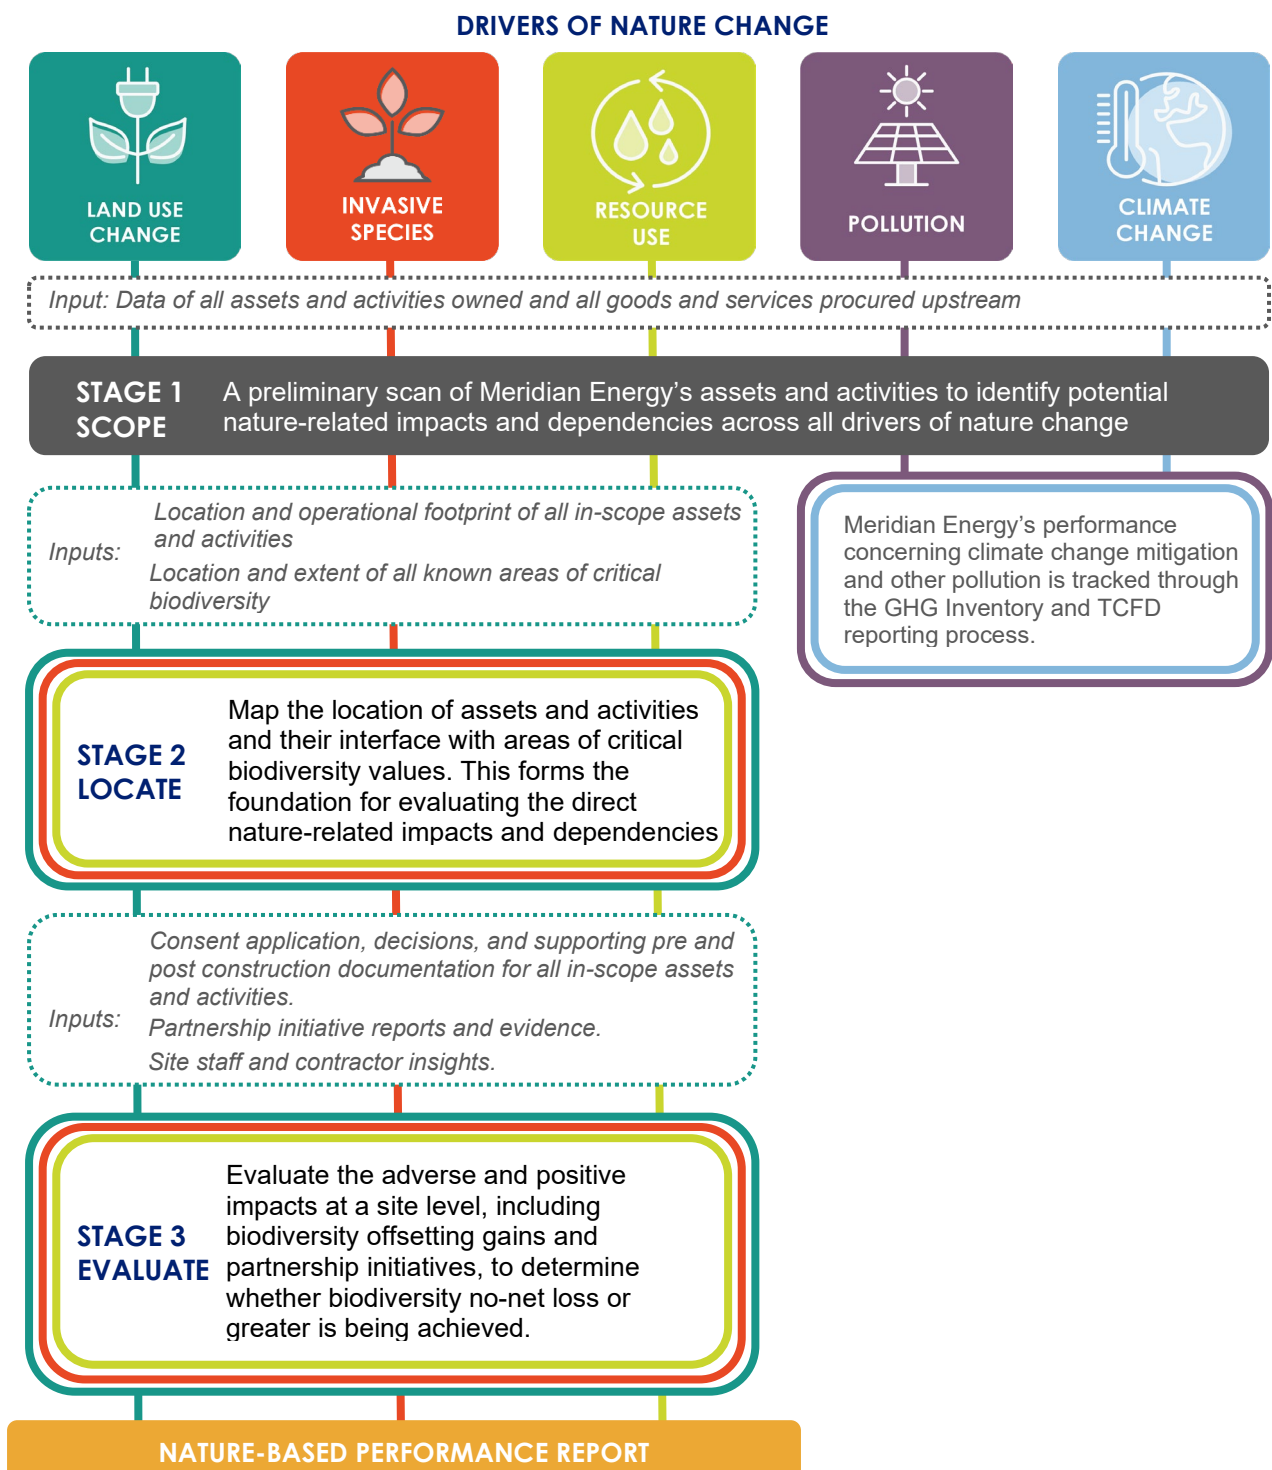 DRIVERS OF NATURE CHANGE
LAND USE
CHANGE
INVASIVE
SPECIES
RESOURCE
USE
POLLUTION
CLIMATE
CHANGE
Input: Data of all assets and activities owned and all goods and services procured upstream
STAGE 1
SCOPE
A preliminary scan of Meridian Energy’s assets and activities to identify potential
nature-related impacts and dependencies across all drivers of nature change
Inputs:
Location and operational footprint of all in-scope assets
and activities
Location and extent of all known areas of critical
biodiversity
Meridian Energy’s performance
concerning climate change mitigation
and other pollution is tracked through
the GHG Inventory and TCFD
reporting process.
STAGE 2
LOCATE
Map the location of assets and activities
and their interface with areas of critical
biodiversity values. This forms the
foundation for evaluating the direct
nature-related impacts and dependencies
Inputs:
Consent application, decisions, and supporting pre and
post construction documentation for all in-scope assets
and activities.
Partnership initiative reports and evidence.
Site staff and contractor insights.
STAGE 3
EVALUATE
Evaluate the adverse and positive
impacts at a site level, including
biodiversity offsetting gains and
partnership initiatives, to determine
whether biodiversity no-net loss or
greater is being achieved.
NATURE-BASED PERFORMANCE REPORT